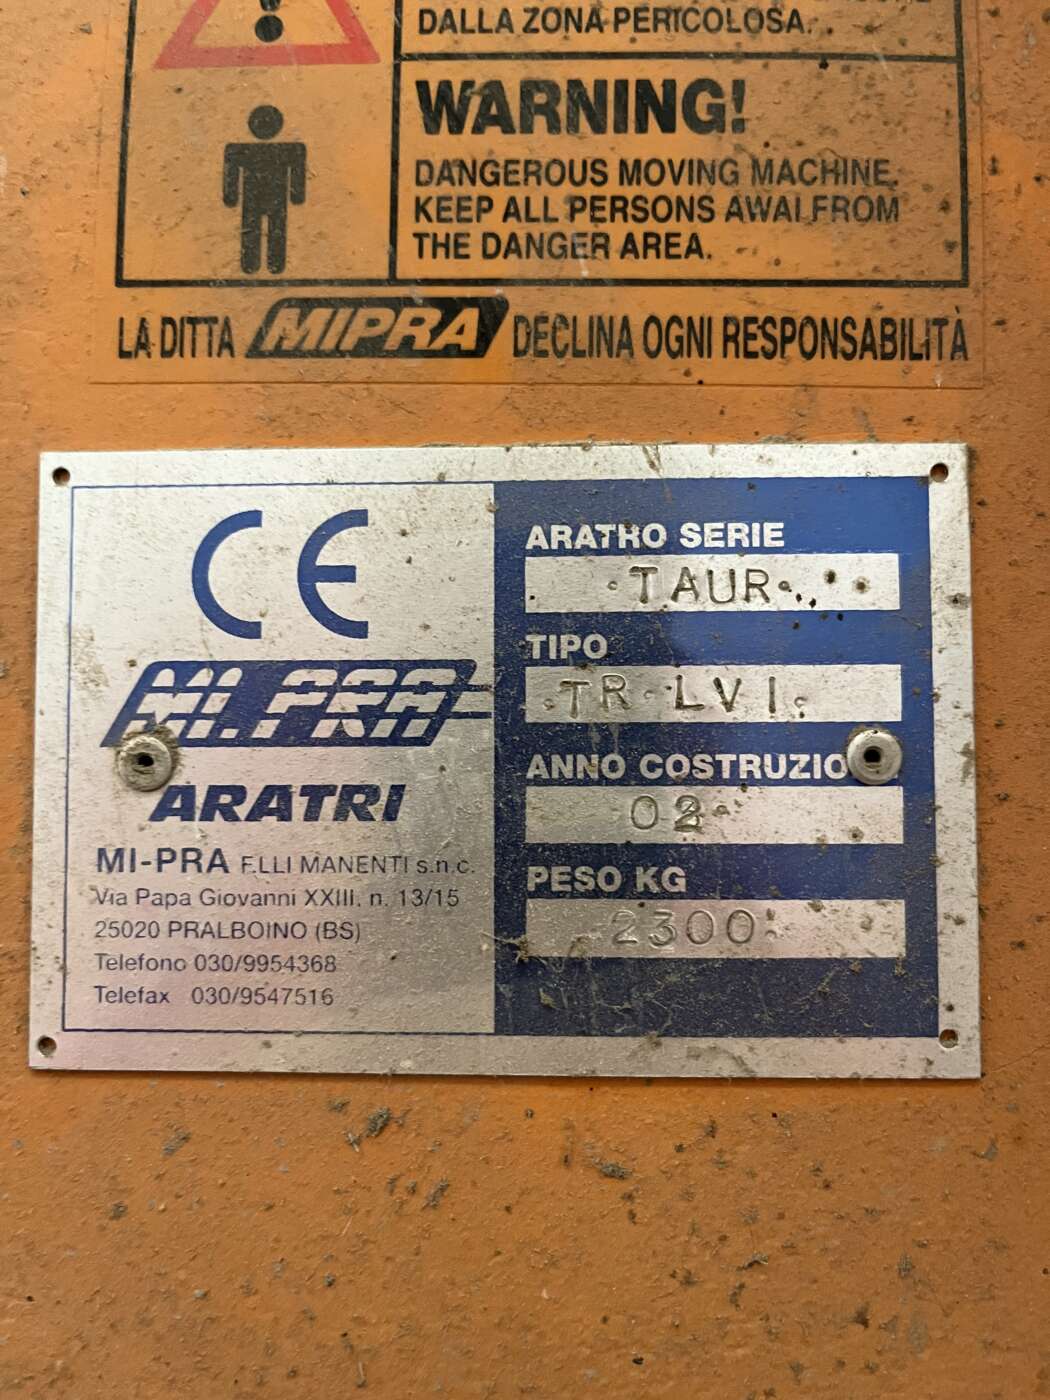 DALLA ZONA PERICOLOSA.
WARNING!
DANGEROUS MOVING MACHINE.
KEEP ALL PERSONS AWAI FROM
THE DANGER AREA.
LA DITTA MIPRA DECLINA OGNI RESPONSABILITÀ
CE
MI.PRA
ARATRI
MI-PRA F.LLI MANENTI s.n.c.
Via Papa Giovanni XXIII, n. 13/15
25020 PRALBOINO (BS)
Telefono 030/9954368
Telefax 030/9547516
ARATRO SERIE
TAUR
TIPO
TR LV1
ANNO COSTRUZIO
02
PESO KG
2300